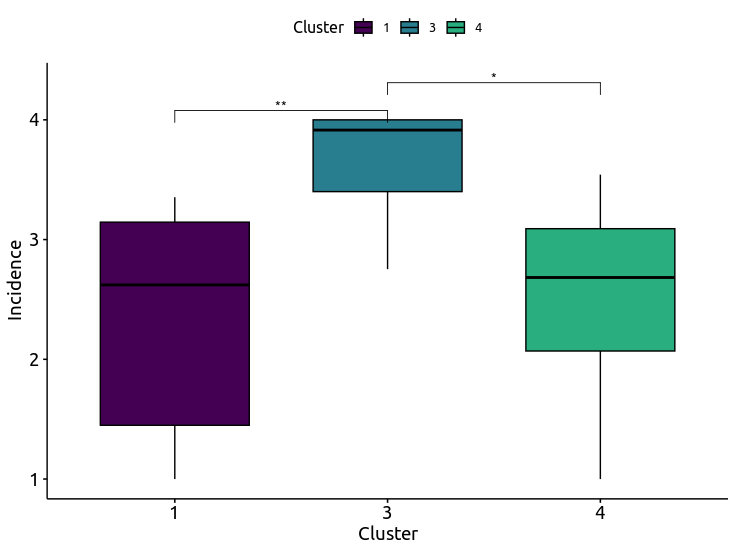 Cluster 1 3 4
*
**
4
3
2
1
Incidence
1 3 4
Cluster